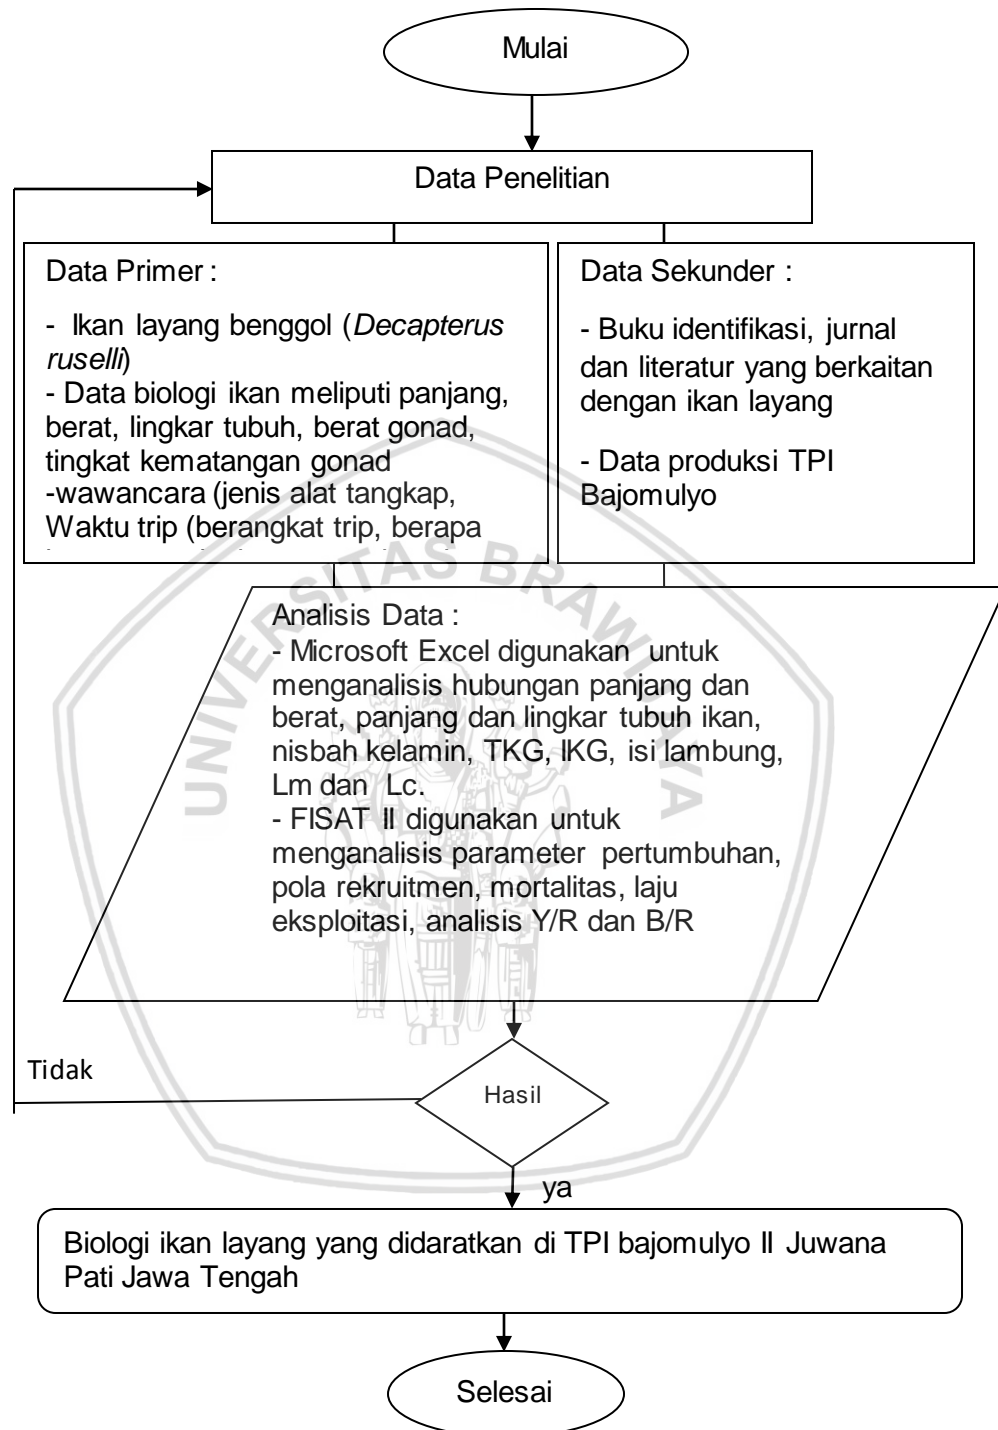 Mulai
Data Penelitian
Data Primer :
- Ikan layang benggol (Decapterus
ruselli)
- Data biologi ikan meliputi panjang,
berat, lingkar tubuh, berat gonad,
tingkat kematangan gonad
-wawancara (jenis alat tangkap,
Waktu trip (berangkat trip, berapa
Data Sekunder :
- Buku identifikasi, jurnal
dan literatur yang berkaitan
dengan ikan layang
- Data produksi TPI
Bajomulyo
UNIVERSITAS BRAWIJAYA
Analisis Data :
- Microsoft Excel digunakan untuk
menganalisis hubungan panjang dan
berat, panjang dan lingkar tubuh ikan,
nisbah kelamin, TKG, IKG, isi lambung,
Lm dan Lc.
- FISAT II digunakan untuk
menganalisis parameter pertumbuhan,
pola rekruitmen, mortalitas, laju
eksploitasi, analisis Y/R dan B/R
Tidak
Hasil
ya
Biologi ikan layang yang didaratkan di TPI bajomulyo II Juwana
Pati Jawa Tengah
Selesai